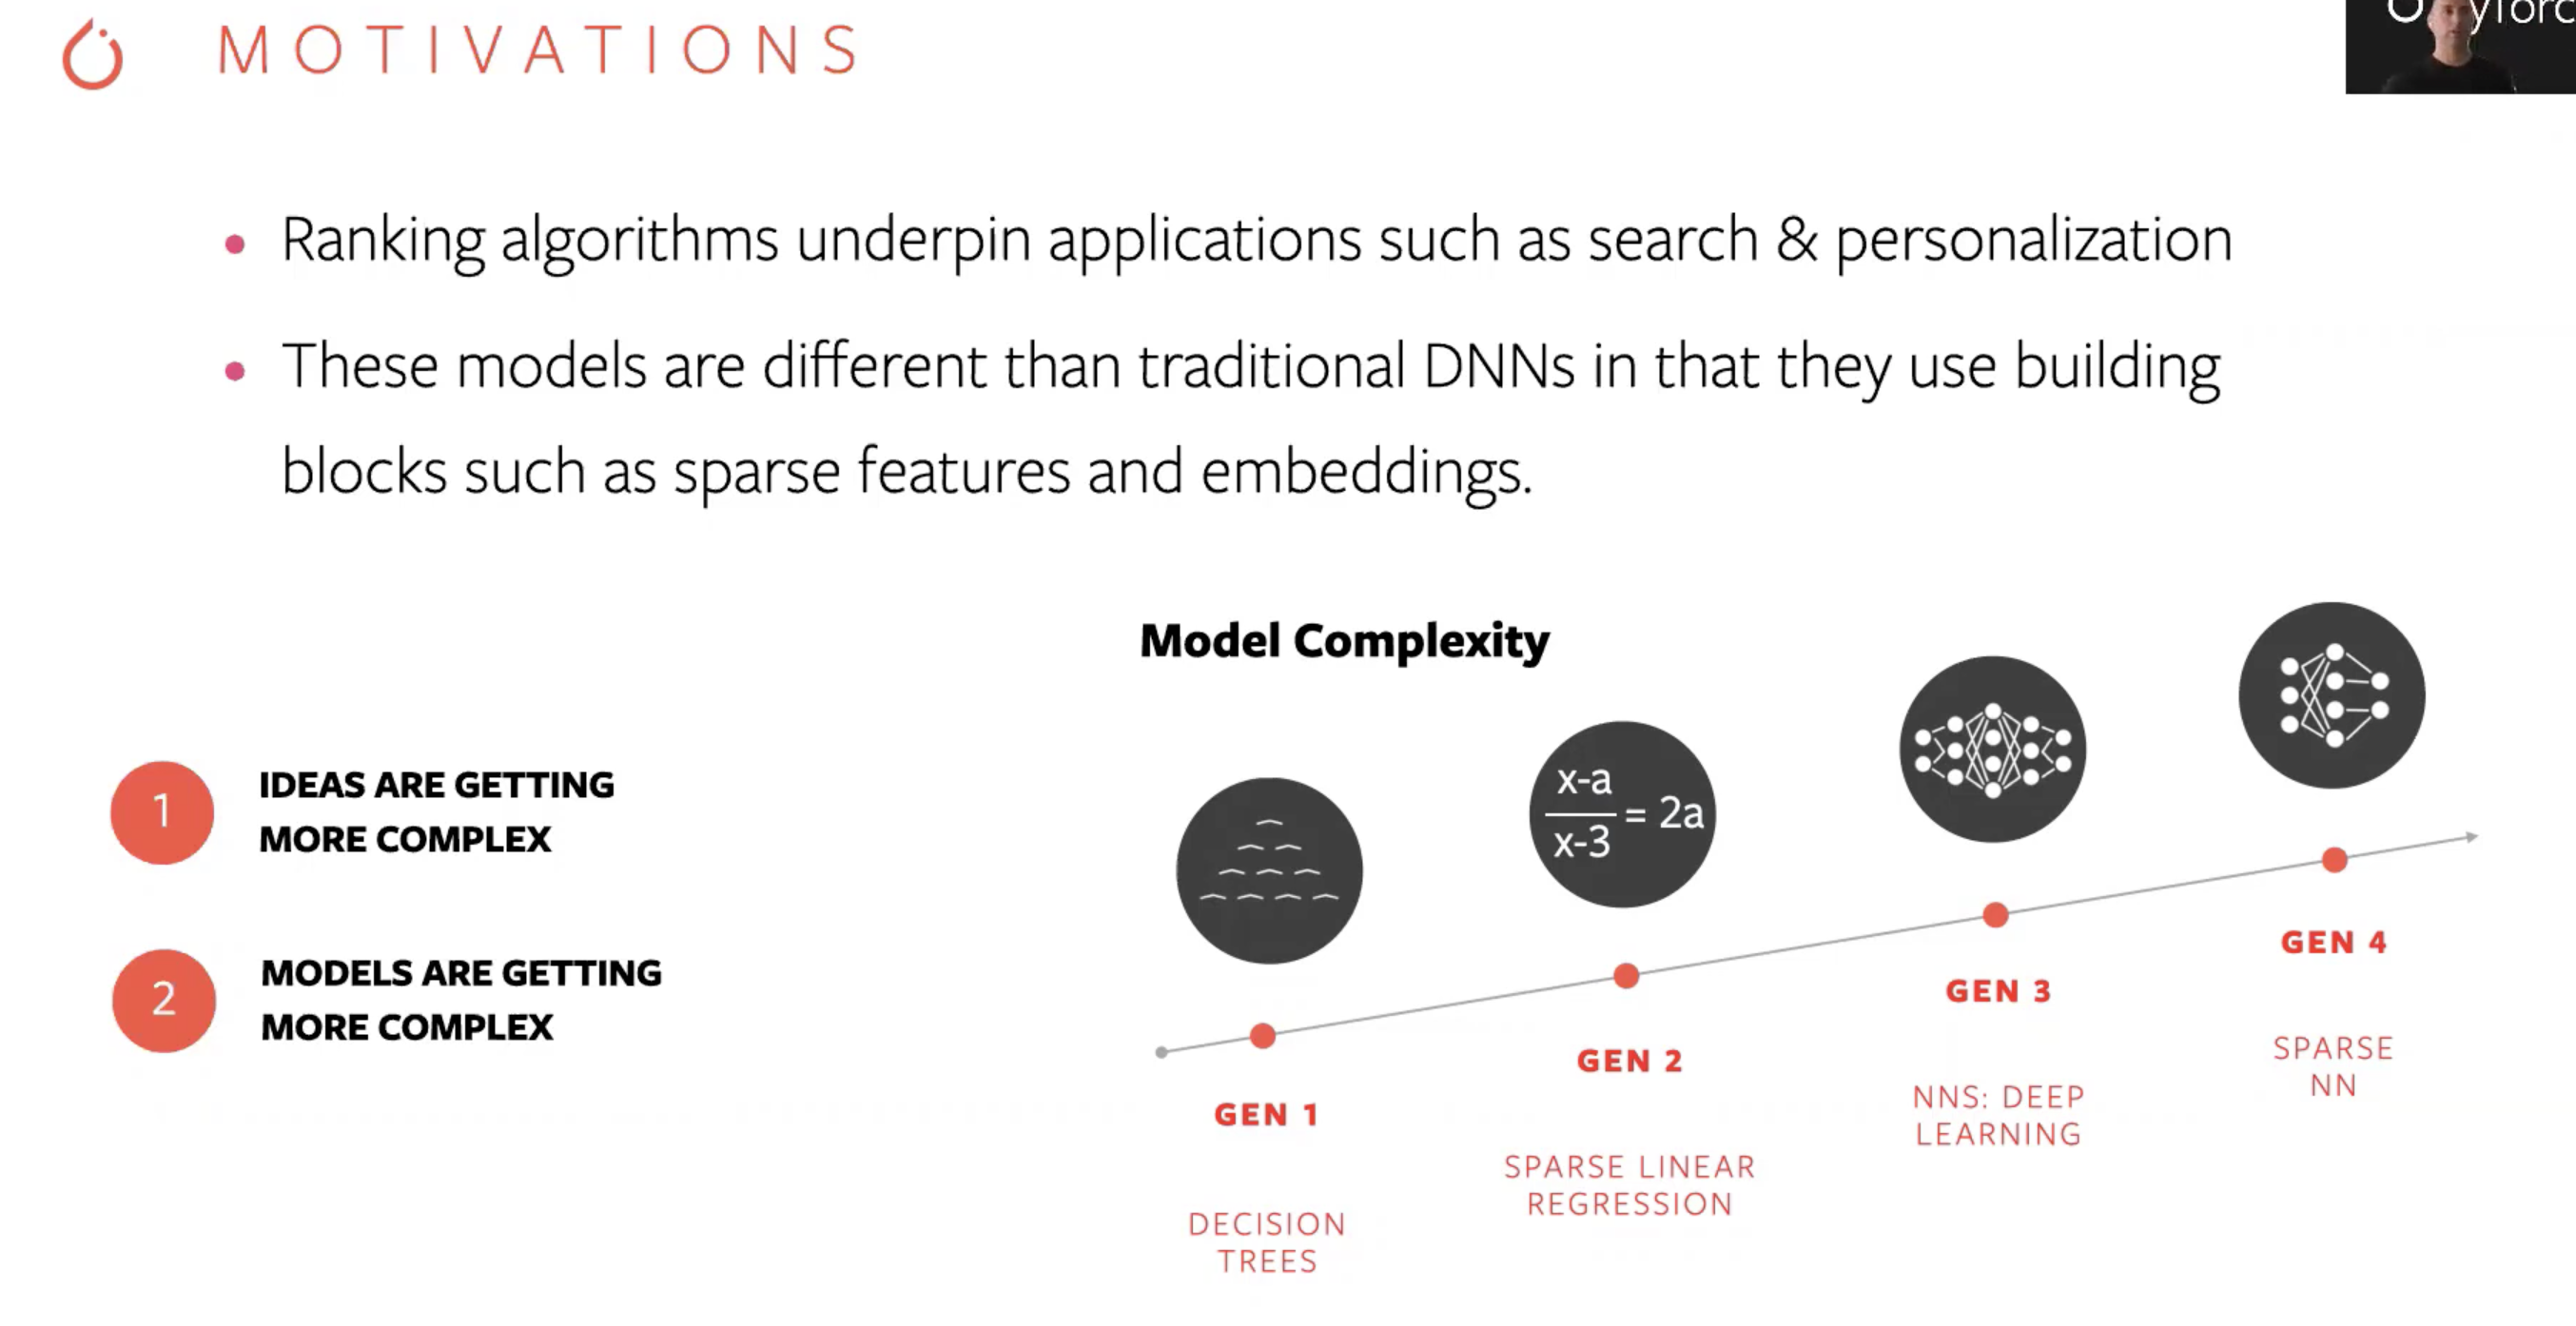 MOTIVATIONS
Ranking algorithms underpin applications such as search & personalization
These models are different than traditional DNNs in that they use building
blocks such as sparse features and embeddings.
Model Complexity
1
IDEAS ARE GETTING
MORE COMPLEX
2
MODELS ARE GETTING
MORE COMPLEX
x-a
= 2a
x-3
GEN 1
DECISION
TREES
GEN 2
SPARSE LINEAR
REGRESSION
GEN 3
NNS: DEEP
LEARNING
GEN 4
SPARSE
NN